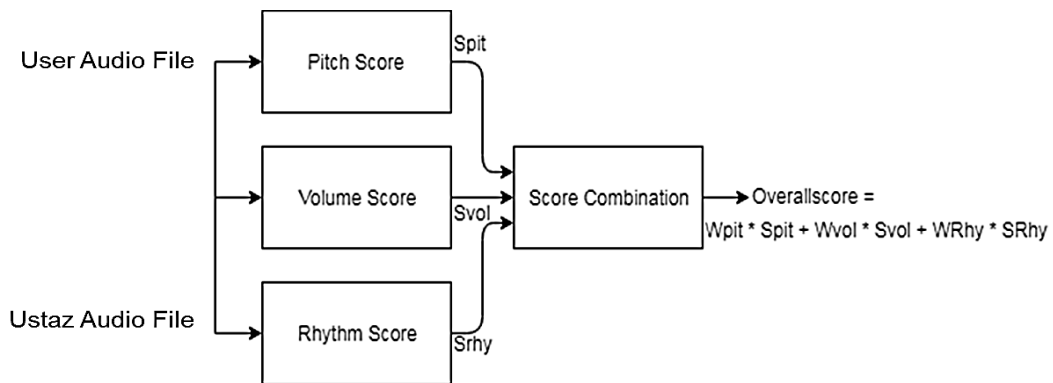 User Audio File
Pitch Score
Spit
Volume Score
Svol
Score Combination
Overallscore =
Wpit * Spit + Wvol * Svol + WRhy * SRhy
Ustaz Audio File
Rhythm Score
Srhy